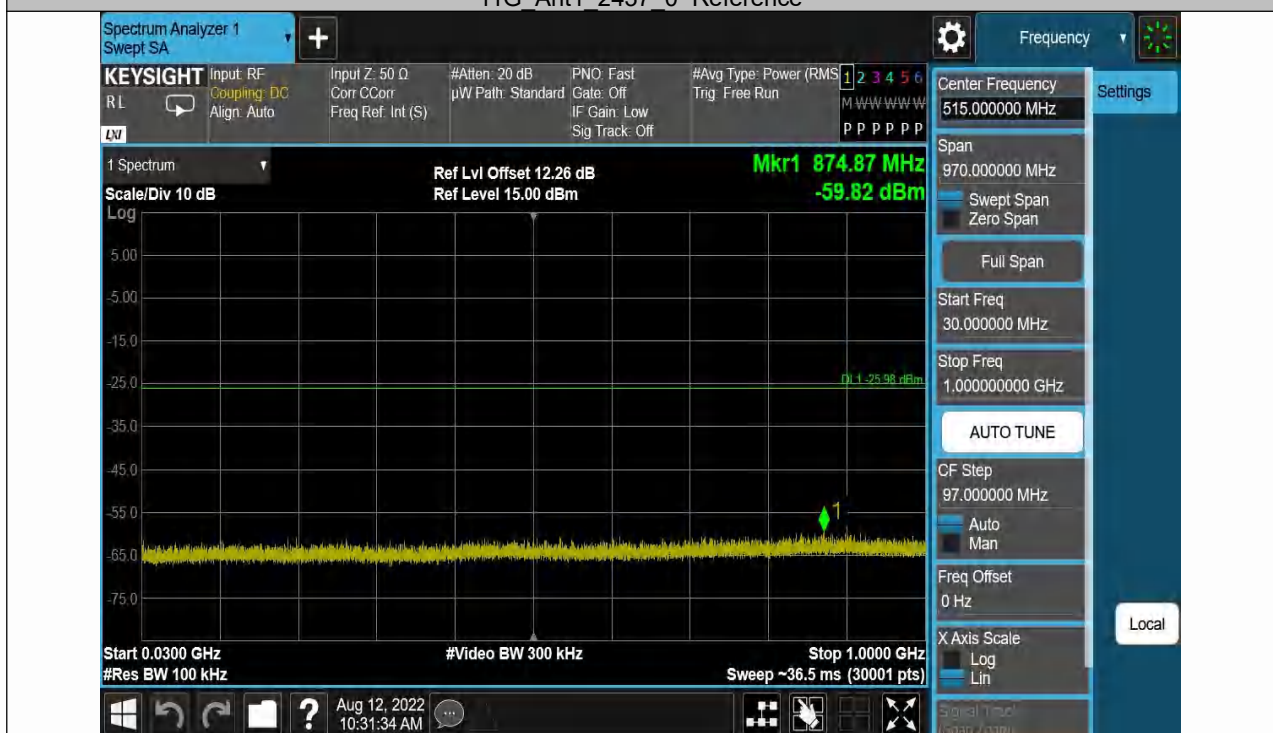 11G_Ant1_2437_0~Reference
Spectrum Analyzer 1
Swept SA
+
Frequency
KEYSIGHT
RL
LXI
Input: RF
Coupling: DC
Align: Auto
Input Z: 50 Ω
Corr CCorr
Freq Ref: Int (S)
#Atten: 20 dB
µW Path: Standard
PNO: Fast
Gate: Off
IF Gain: Low
Sig Track: Off
#Avg Type: Power (RMS
Trig: Free Run
1 2 3 4 5 6
M W W W W W
P P P P P P
1 Spectrum
Scale/Div 10 dB
Log
Ref Lvl Offset 12.26 dB
Ref Level 15.00 dBm
Mkr1 874.87 MHz
-59.82 dBm
5.00
-5.00
-15.0
-25.0
DL1 -25.98 dBm
-35.0
-45.0
-55.0
1
-65.0
-75.0
Start 0.0300 GHz
#Res BW 100 kHz
#Video BW 300 kHz
Stop 1.0000 GHz
Sweep ~36.5 ms (30001 pts)
?
Aug 12, 2022
10:31:34 AM
Center Frequency
515.000000 MHz
Settings
Span
970.000000 MHz
Swept Span
Zero Span
Full Span
Start Freq
30.000000 MHz
Stop Freq
1.000000000 GHz
AUTO TUNE
CF Step
97.000000 MHz
Auto
Man
Freq Offset
0 Hz
X Axis Scale
Log
Lin
Local
Signal Track